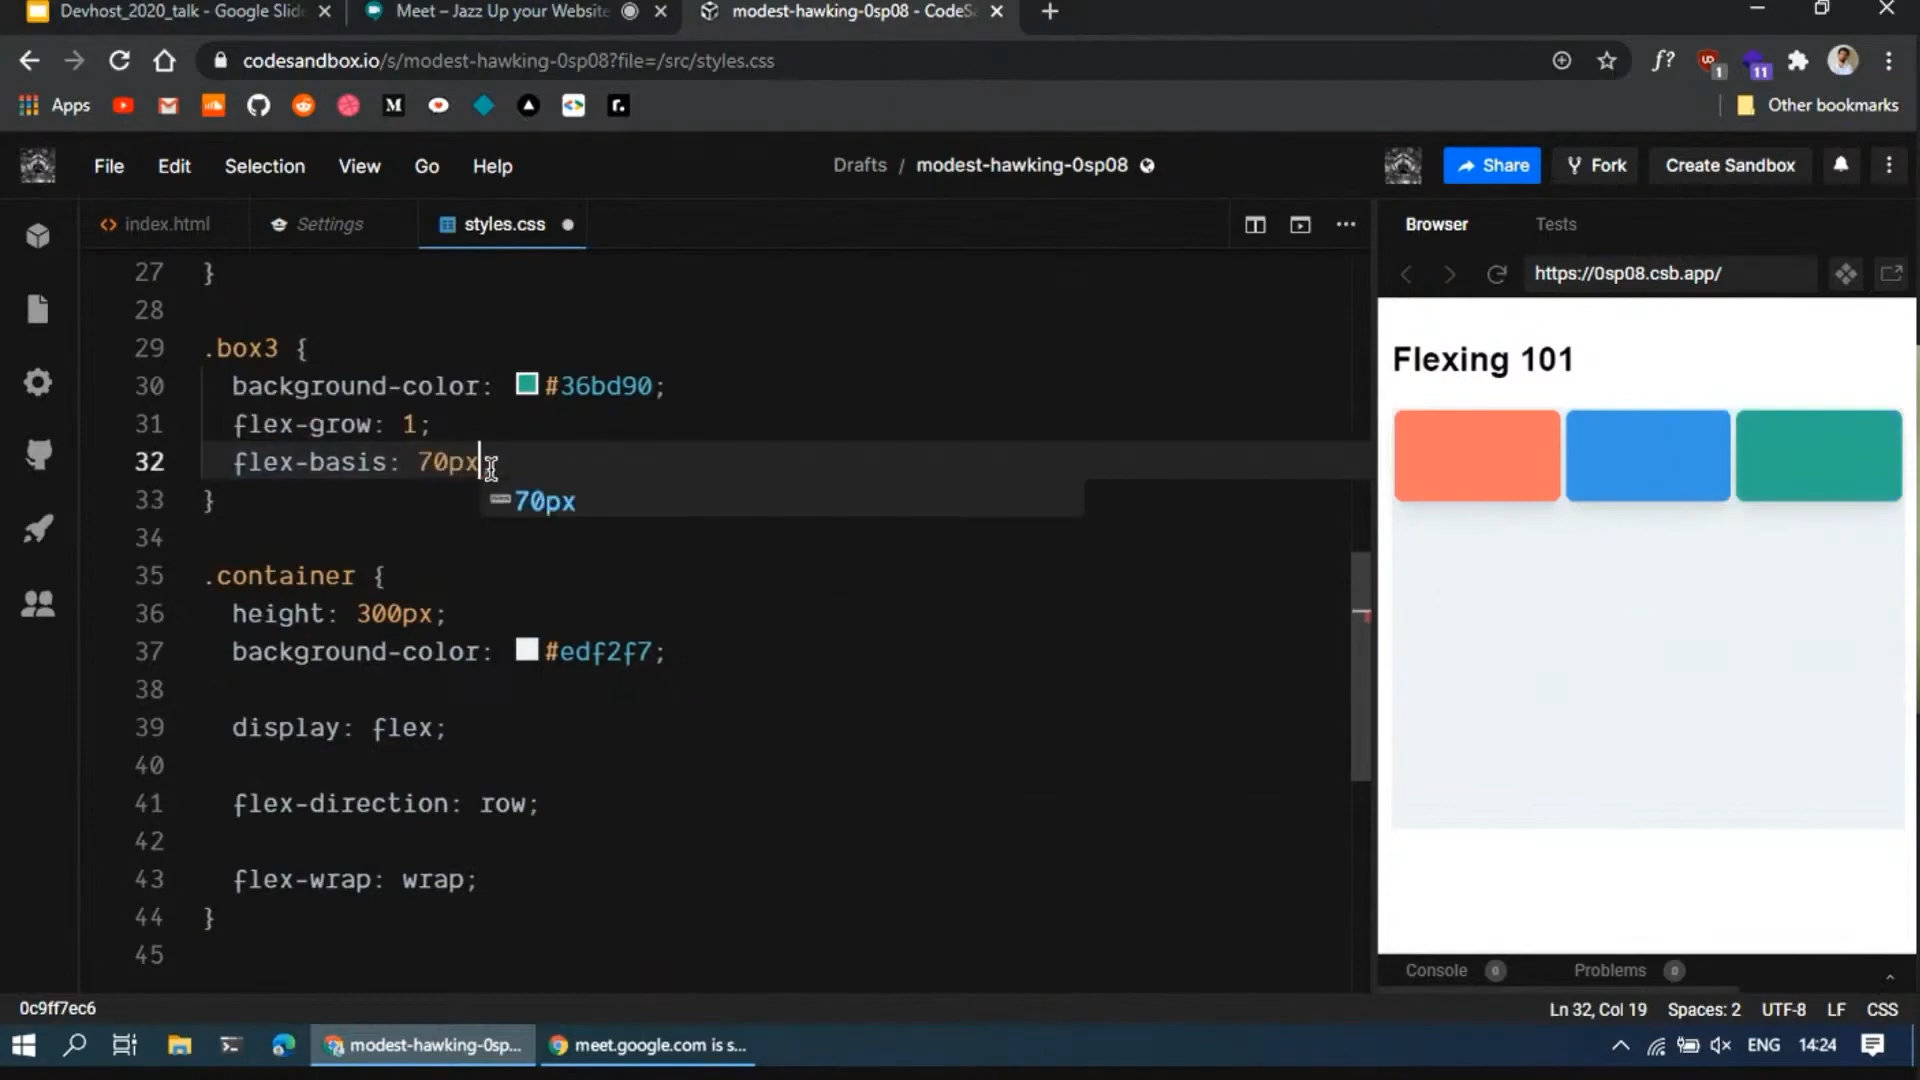 Devhost_2020_talk - Google Slid
Meet – Jazz Up your Website
modest-hawking-0sp08 - CodeSa
codesandbox.io/s/modest-hawking-0sp08?file=/src/styles.css
f?
1
11
Apps
M
r.
Other bookmarks
File
Edit
Selection
View
Go
Help
Drafts / modest-hawking-0sp08
Share
Fork
Create Sandbox
index.html
Settings
styles.css
Browser
Tests
https://0sp08.csb.app/
27 }
28
29 .box3 {
30 background-color: #36bd90;
31 flex-grow: 1;
32 flex-basis: 70px
70px
33 }
34
35 .container {
36 height: 300px;
37 background-color: #edf2f7;
38
39 display: flex;
40
41 flex-direction: row;
42
43 flex-wrap: wrap;
44 }
45
Flexing 101
Console 0
Problems 0
0c9ff7ec6
Ln 32, Col 19
Spaces: 2
UTF-8
LF
CSS
modest-hawking-0sp...
meet.google.com is s...
ENG
14:24